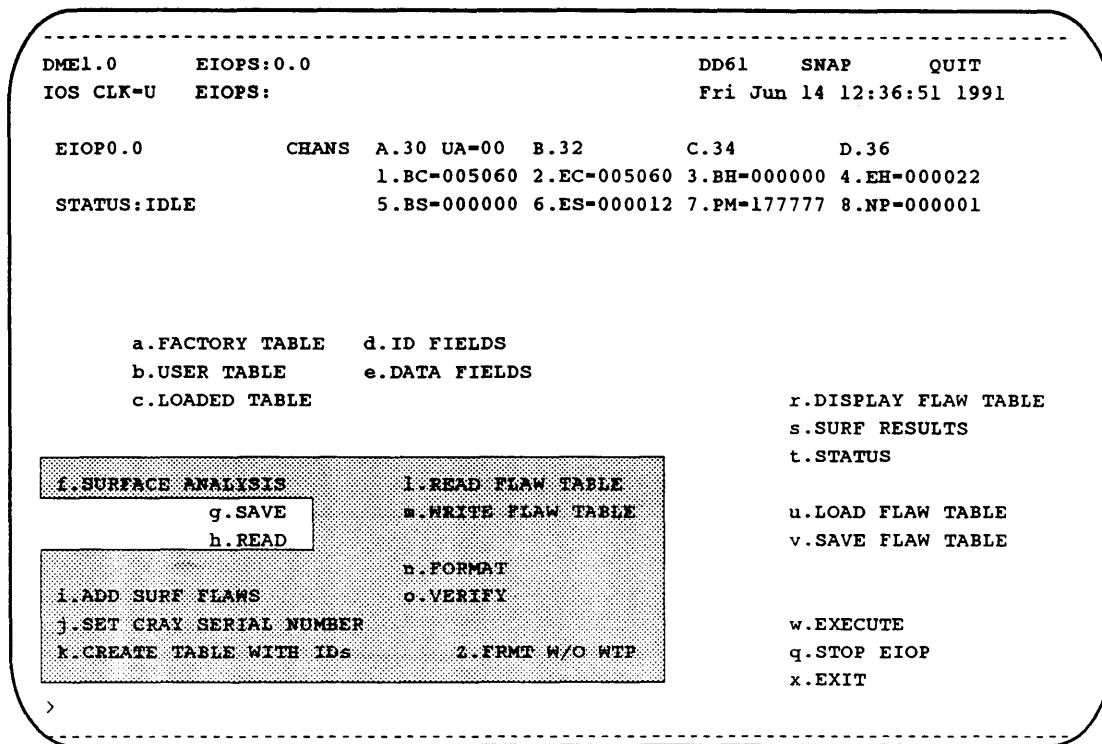 DME1.0 EIOPS:0.0 DD61 SNAP QUIT
IOS CLK=U EIOPS: Fri Jun 14 12:36:51 1991
EIOP0.0 CHANS A.30 UA=00 B.32 C.34 D.36
1.BC=005060 2.EC=005060 3.BH=000000 4.EH=000022
STATUS:IDLE 5.BS=000000 6.ES=000012 7.PM=177777 8.NP=000001
a.FACTORY TABLE d.ID FIELDS
b.USER TABLE e.DATA FIELDS
c.LOADED TABLE r.DISPLAY FLAW TABLE
s.SURF RESULTS
t.STATUS
f.SURFACE ANALYSIS l.READ FLAW TABLE
g.SAVE m.WRITE FLAW TABLE u.LOAD FLAW TABLE
h.READ v.SAVE FLAW TABLE
n.FORMAT
i.ADD SURF FLAWS o.VERIFY
j.SET CRAY SERIAL NUMBER w.EXECUTE
k.CREATE TABLE WITH IDs Z.FRMT W/O WTP q.STOP EIOP
x.EXIT
>